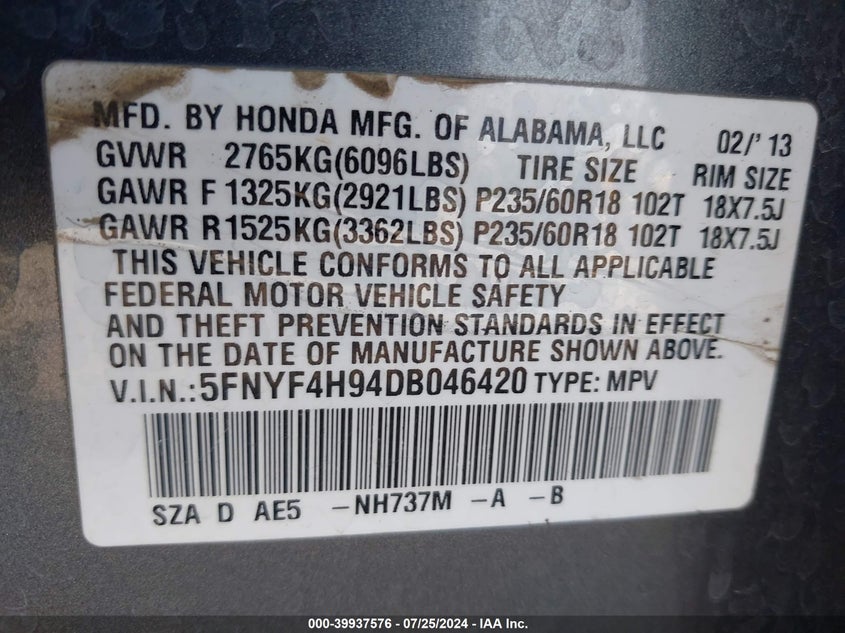 MFD. BY HONDA MFG. OF ALABAMA, LLC 02/'13
GVWR 2765KG(6096LBS) TIRE SIZE RIM SIZE
GAWR F 1325KG(2921LBS) P235/60R18 102T 18X7.5J
GAWR R 1525KG(3362LBS) P235/60R18 102T 18X7.5J
THIS VEHICLE CONFORMS TO ALL APPLICABLE
FEDERAL MOTOR VEHICLE SAFETY
AND THEFT PREVENTION STANDARDS IN EFFECT
ON THE DATE OF MANUFACTURE SHOWN ABOVE.
V.I.N.:5FNYF4H94DB046420 TYPE: MPV
SZA D AE5 -NH737M -A -B
000-39937576 - 07/25/2024 - IAA Inc.